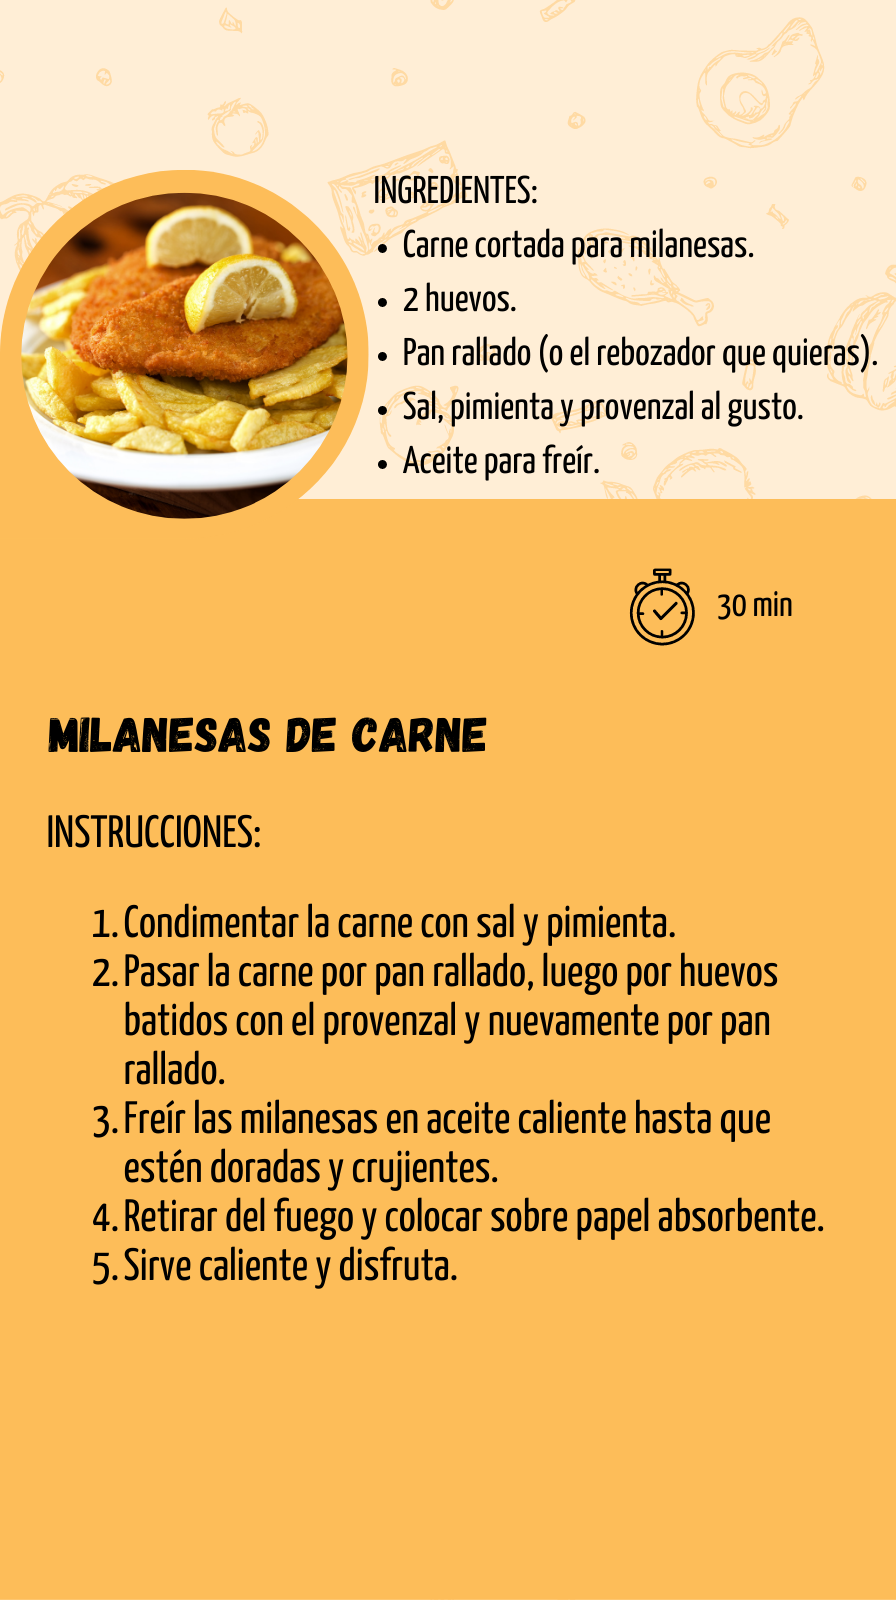 INGREDIENTES:
• Carne cortada para milanesas.
• 2 huevos.
• Pan rallado (o el rebozador que quieras).
• Sal, pimienta y provenzal al gusto.
• Aceite para freír.
30 min
MILANESAS DE CARNE
INSTRUCCIONES:
1. Condimentar la carne con sal y pimienta.
2. Pasar la carne por pan rallado, luego por huevos
batidos con el provenzal y nuevamente por pan
rallado.
3. Freír las milanesas en aceite caliente hasta que
estén doradas y crujientes.
4. Retirar del fuego y colocar sobre papel absorbente.
5. Sirve caliente y disfruta.